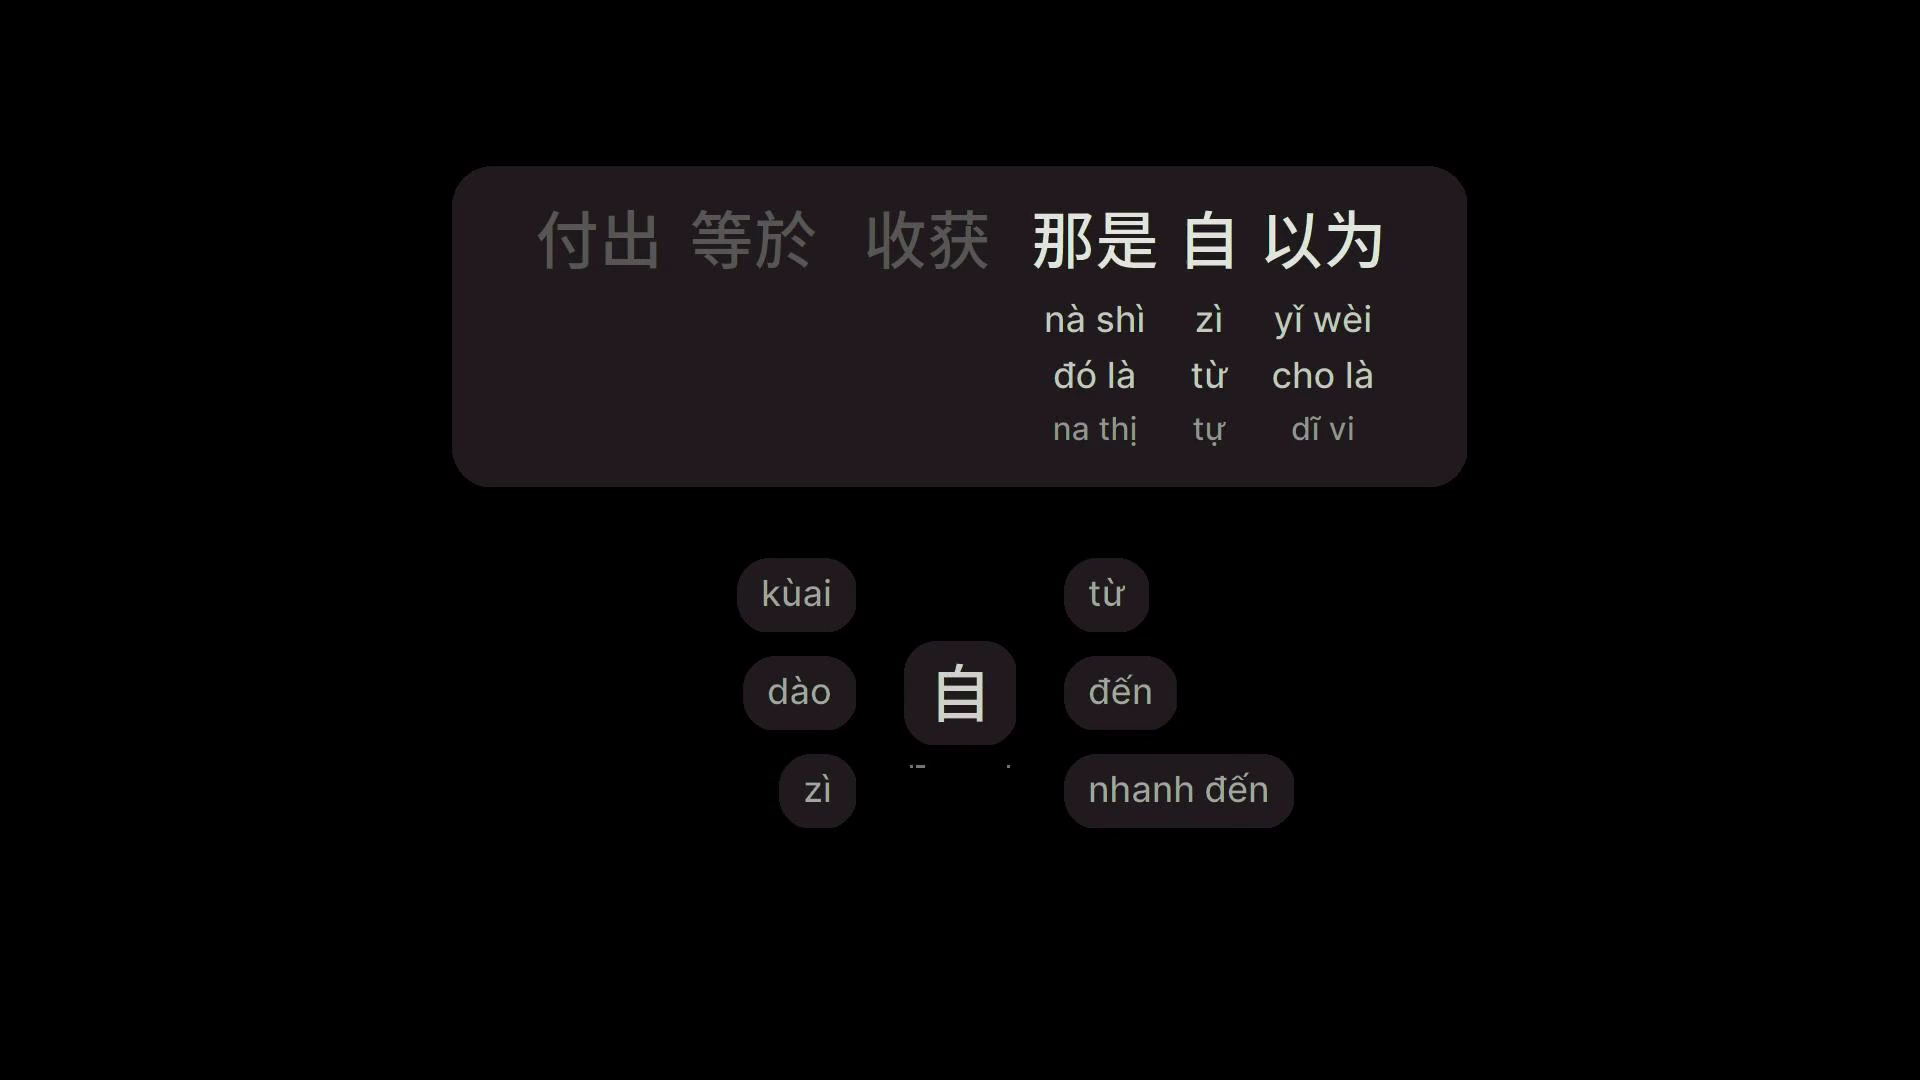 付出 等於 收获 那是 自 以为
nà shì zì yǐ wèi
đó là từ cho là
na thị tự dĩ vi
kùai từ
dào 自 đến
zì nhanh đến